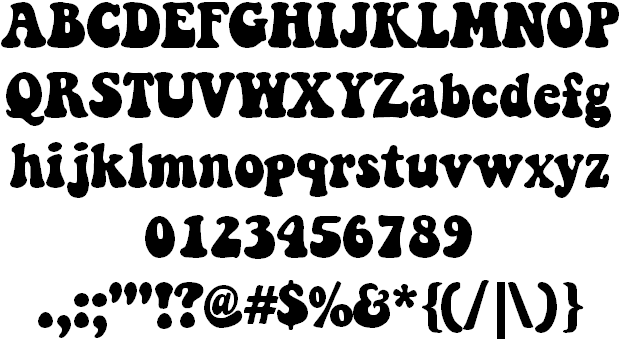 ABCDEFGHIJKLMNOP
QRSTUVWXYZabcdefg
hijklmnopqrstuvwxyz
0123456789
.,:;"'"!?@#$%&*{(/|\)}